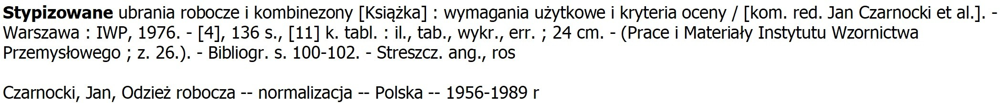 Stypizowane ubrania robocze i kombinezony [Książka] : wymagania użytkowe i kryteria oceny / [kom. red. Jan Czarnocki et al.]. -
Warszawa : IWP, 1976. - [4], 136 s., [11] k. tabl. : il., tab., wykr., err. ; 24 cm. - (Prace i Materiały Instytutu Wzornictwa
Przemysłowego ; z. 26.). - Bibliogr. s. 100-102. - Streszcz. ang., ros
Czarnocki, Jan, Odzież robocza -- normalizacja -- Polska -- 1956-1989 r